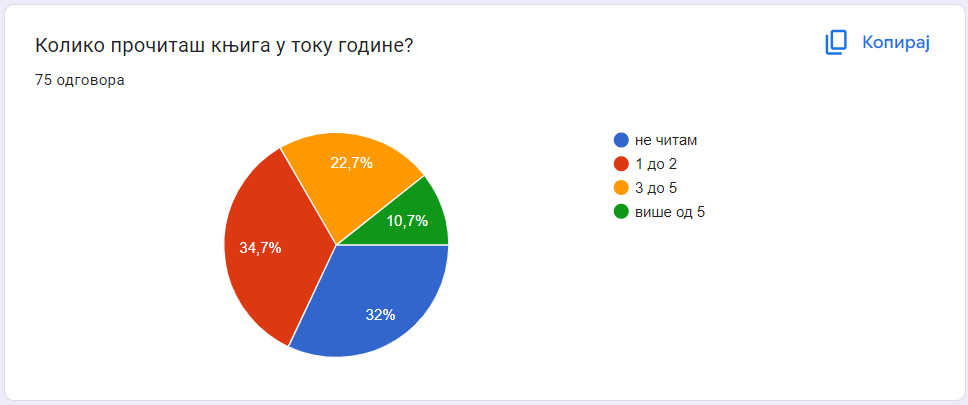 Колико прочиташ књига у току године?
Копирај
75 одговора
22,7%
10,7%
34,7%
32%
не читам
1 до 2
3 до 5
више од 5